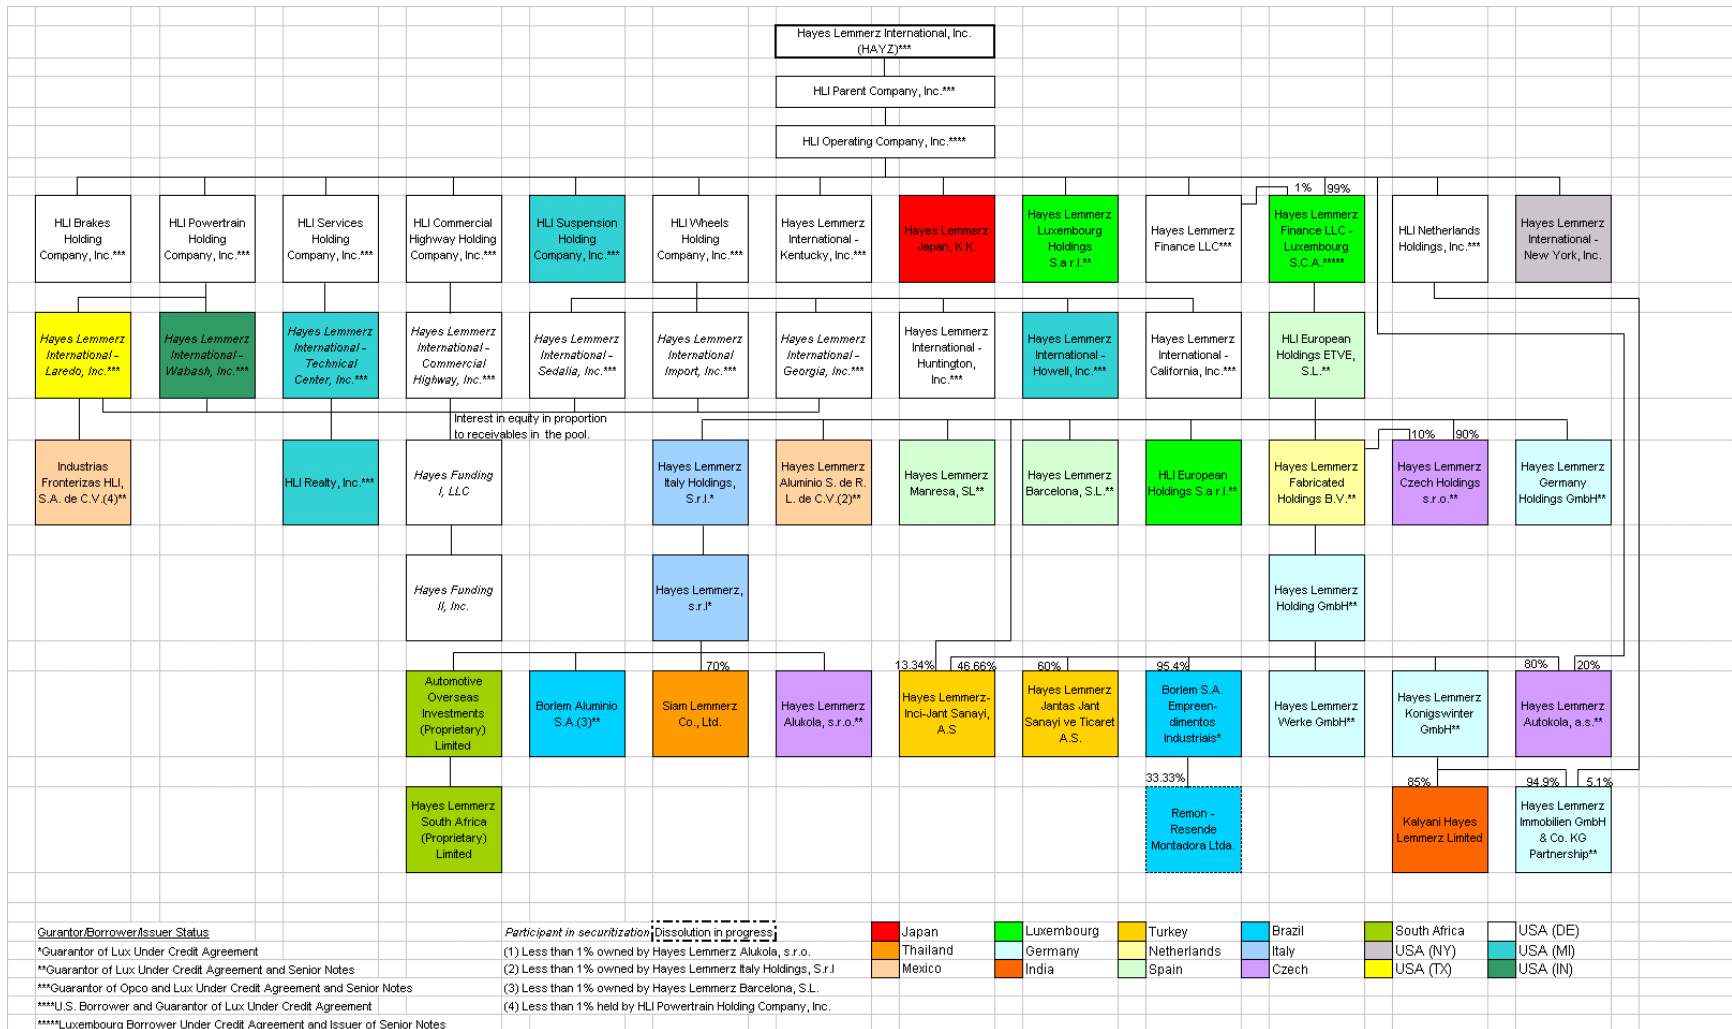 Hayes Lemmerz International, Inc.
(HAYZ)***
HLI Parent Company, Inc.***
HLI Operating Company, Inc.****
1%
99%
HLI Brakes
Holding
Company, Inc.***
HLI Powertrain
Holding
Company, Inc.***
HLI Services
Holding
Company, Inc.***
HLI Commercial
Highway Holding
Company, Inc.***
HLI Suspension
Holding
Company, Inc.***
HLI Wheels
Holding
Company, Inc.***
Hayes Lemmerz
International -
Kentucky, Inc.***
Hayes Lemmerz
Japan, K.K.
Hayes Lemmerz
Luxembourg
Holdings
S.a r.l.**
Hayes Lemmerz
Finance LLC***
Hayes Lemmerz
Finance LLC -
Luxembourg
S.C.A.*****
HLI Netherlands
Holdings, Inc.***
Hayes Lemmerz
International -
New York, Inc.
Hayes Lemmerz
International -
Laredo, Inc.***
Hayes Lemmerz
International -
Wabash, Inc.***
Hayes Lemmerz
International -
Technical
Center, Inc.***
Hayes Lemmerz
International -
Commercial
Highway, Inc.***
Hayes Lemmerz
International -
Sedalia, Inc.***
Hayes Lemmerz
International
Import, Inc.***
Hayes Lemmerz
International -
Georgia, Inc.***
Hayes Lemmerz
International -
Huntington,
Inc.***
Hayes Lemmerz
International -
Howell, Inc.***
Hayes Lemmerz
International -
California, Inc.***
HLI European
Holdings ETVE,
S.L.**
Interest in equity in proportion
to receivables in the pool.
10%
90%
Industrias
Fronterizas HLI,
S.A. de C.V.(4)**
HLI Realty, Inc.***
Hayes Funding
I, LLC
Hayes Lemmerz
Italy Holdings,
S.r.l.*
Hayes Lemmerz
Aluminio S. de R.
L. de C.V.(2)**
Hayes Lemmerz
Manresa, SL**
Hayes Lemmerz
Barcelona, S.L.**
HLI European
Holdings S.a r.l.**
Hayes Lemmerz
Fabricated
Holdings B.V.**
Hayes Lemmerz
Czech Holdings
s.r.o.**
Hayes Lemmerz
Germany
Holdings GmbH**
Hayes Funding
II, Inc.
Hayes Lemmerz,
s.r.l*
Hayes Lemmerz
Holding GmbH**
70%
13.34%
46.66%
60%
95.4%
80%
20%
Automotive
Overseas
Investments
(Proprietary)
Limited
Borlem Aluminio
S.A.(3)**
Siam Lemmerz
Co., Ltd.
Hayes Lemmerz
Alukola, s.r.o.**
Hayes Lemmerz-
Inci-Jant Sanayi,
A.S
Hayes Lemmerz
Jantas Jant
Sanayi ve Ticaret
A.S.
Borlem S.A.
Empreen-
dimentos
Industriais*
Hayes Lemmerz
Werke GmbH**
Hayes Lemmerz
Konigswinter
GmbH**
Hayes Lemmerz
Autokola, a.s.**
33.33%
85%
94.9%
5.1%
Hayes Lemmerz
South Africa
(Proprietary)
Limited
Remon -
Resende
Montadora Ltda.
Kalyani Hayes
Lemmerz Limited
Hayes Lemmerz
Immobilien GmbH
& Co. KG
Partnership**
Gurantor/Borrower/Issuer Status
*Guarantor of Lux Under Credit Agreement
**Guarantor of Lux Under Credit Agreement and Senior Notes
***Guarantor of Opco and Lux Under Credit Agreement and Senior Notes
****U.S. Borrower and Guarantor of Lux Under Credit Agreement
*****Luxembourg Borrower Under Credit Agreement and Issuer of Senior Notes
Participant in securitization
Dissolution in progress
(1) Less than 1% owned by Hayes Lemmerz Alukola, s.r.o.
(2) Less than 1% owned by Hayes Lemmerz Italy Holdings, S.r.l
(3) Less than 1% owned by Hayes Lemmerz Barcelona, S.L.
(4) Less than 1% held by HLI Powertrain Holding Company, Inc.
Japan
Luxembourg
Turkey
Brazil
South Africa
USA (DE)
Thailand
Germany
Netherlands
Italy
USA (NY)
USA (MI)
Mexico
India
Spain
Czech
USA (TX)
USA (IN)